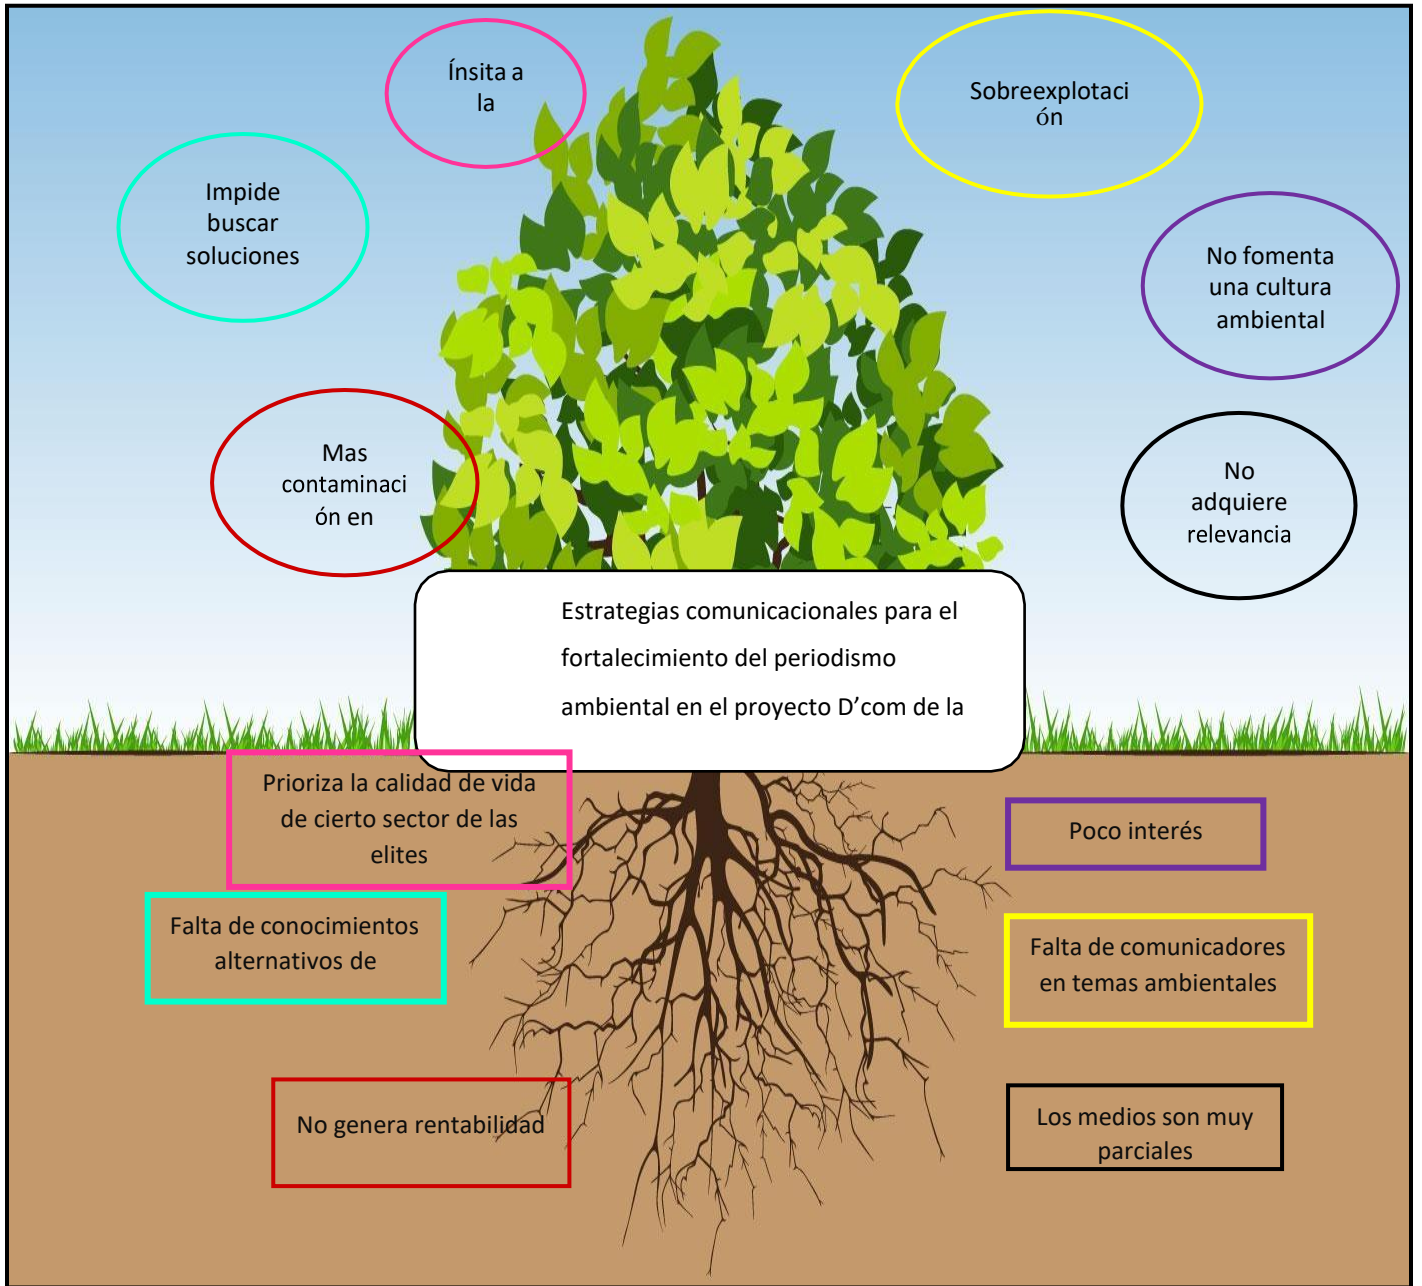 Ínsita a
la
Sobreexplotaci
ón
Impide
buscar
soluciones
No fomenta
una cultura
ambiental
Mas
contaminaci
ón en
No
adquiere
relevancia
Estrategias comunicacionales para el
fortalecimiento del periodismo
ambiental en el proyecto D’com de la
Prioriza la calidad de vida
de cierto sector de las
elites
Poco interés
Falta de conocimientos
alternativos de
Falta de comunicadores
en temas ambientales
No genera rentabilidad
Los medios son muy
parciales